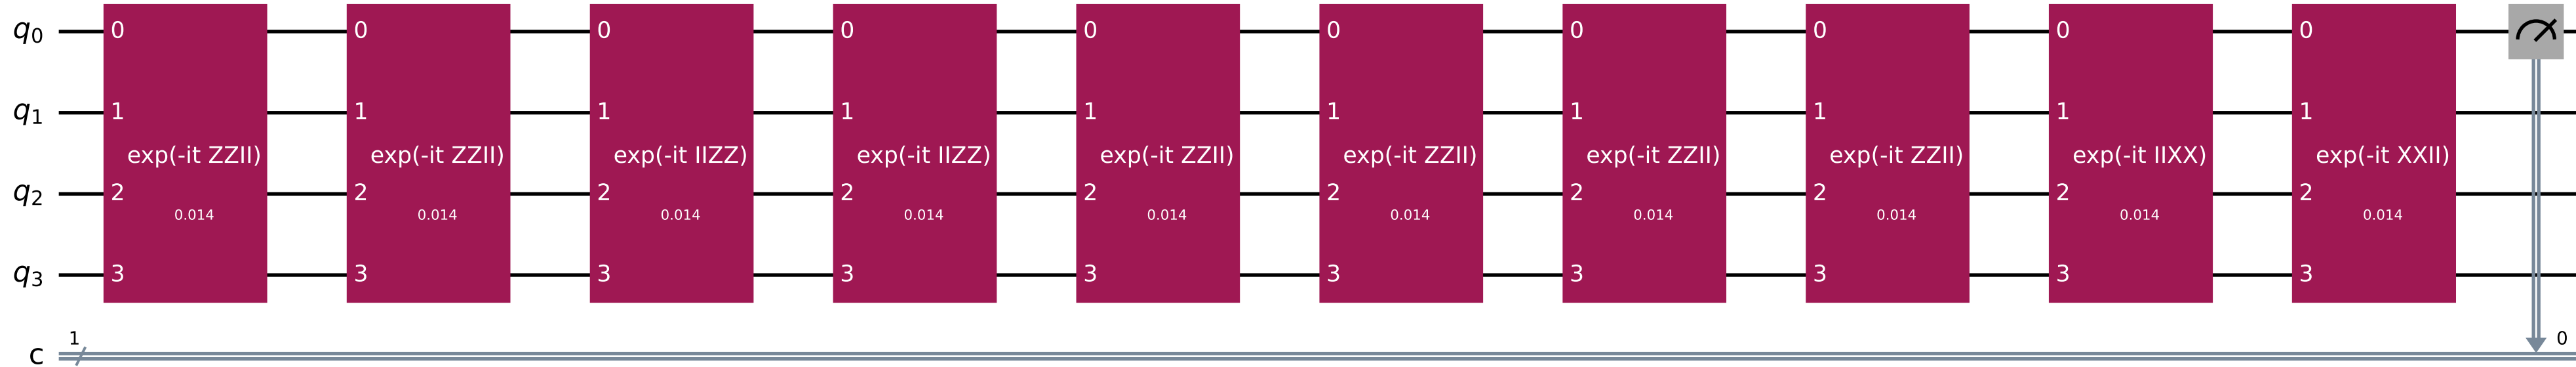 q0 0 0 0 0 0 0 0 0 0 0
q1 1 1 1 1 1 1 1 1 1 1
exp(-it ZZII) exp(-it ZZII) exp(-it IIZZ) exp(-it IIZZ) exp(-it ZZII) exp(-it ZZII) exp(-it ZZII) exp(-it ZZII) exp(-it IIXX) exp(-it XXII)
q2 2 2 2 2 2 2 2 2 2 2
0.014 0.014 0.014 0.014 0.014 0.014 0.014 0.014 0.014 0.014
q3 3 3 3 3 3 3 3 3 3 3
1 0
c